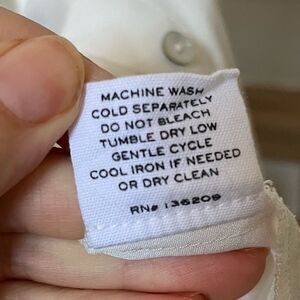 MACHINE WASH
COLD SEPARATELY
DO NOT BLEACH
TUMBLE DRY LOW
GENTLE CYCLE
COOL IRON IF NEEDED
OR DRY CLEAN
RN# 136209